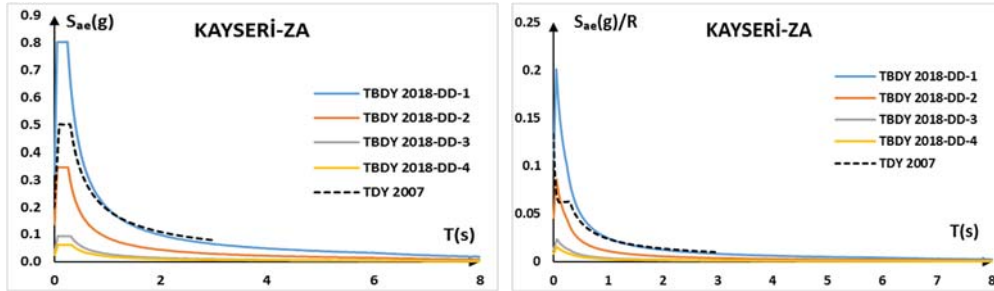 S_ae(g)
KAYSERİ-ZA
0.9
0.8
0.7
0.6
0.5
0.4
0.3
0.2
0.1
0.0
TBDY 2018-DD-1
TBDY 2018-DD-2
TBDY 2018-DD-3
TBDY 2018-DD-4
TDY 2007
T(s)
0 2 4 6 8
S_ae(g)/R
KAYSERİ-ZA
0.25
0.2
0.15
0.1
0.05
0
TBDY 2018-DD-1
TBDY 2018-DD-2
TBDY 2018-DD-3
TBDY 2018-DD-4
TDY 2007
T(s)
0 1 2 3 4 5 6 7 8